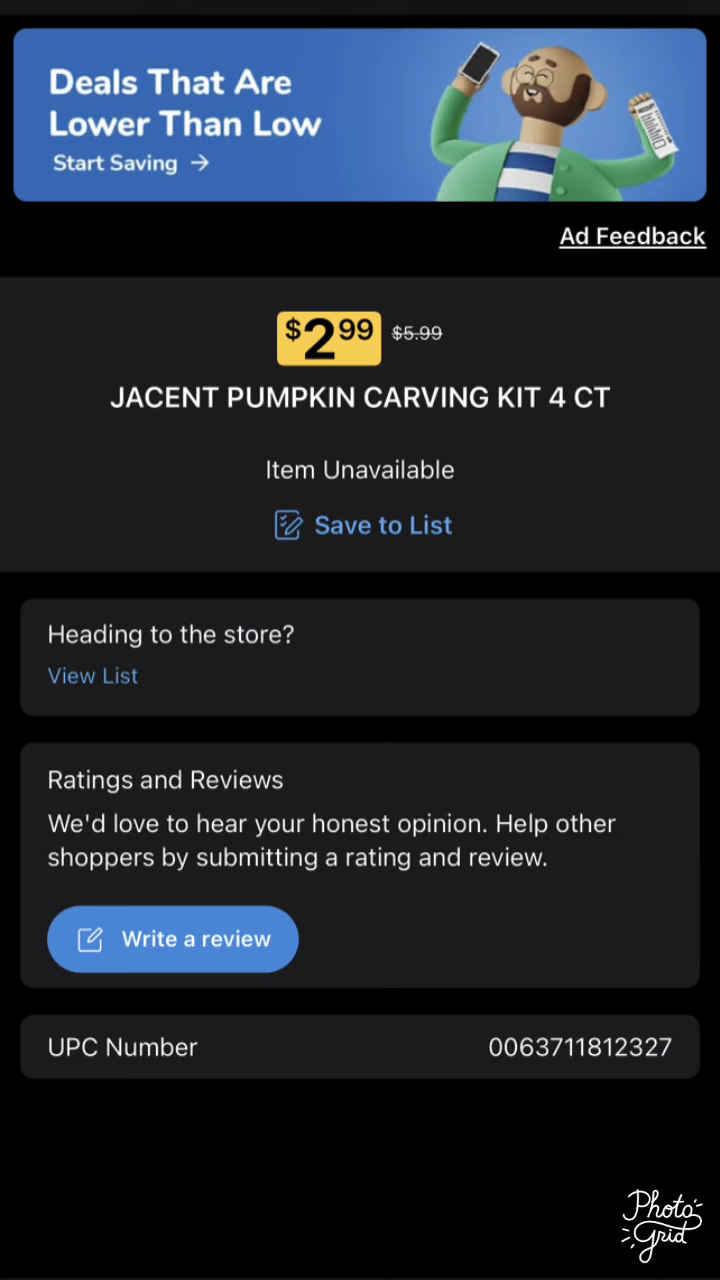 Deals That Are
Lower Than Low
Start Saving →
Ad Feedback
$2.99 $5.99
JACENT PUMPKIN CARVING KIT 4 CT
Item Unavailable
Save to List
Heading to the store?
View List
Ratings and Reviews
We'd love to hear your honest opinion. Help other
shoppers by submitting a rating and review.
Write a review
UPC Number 0063711812327
Photo
Grid